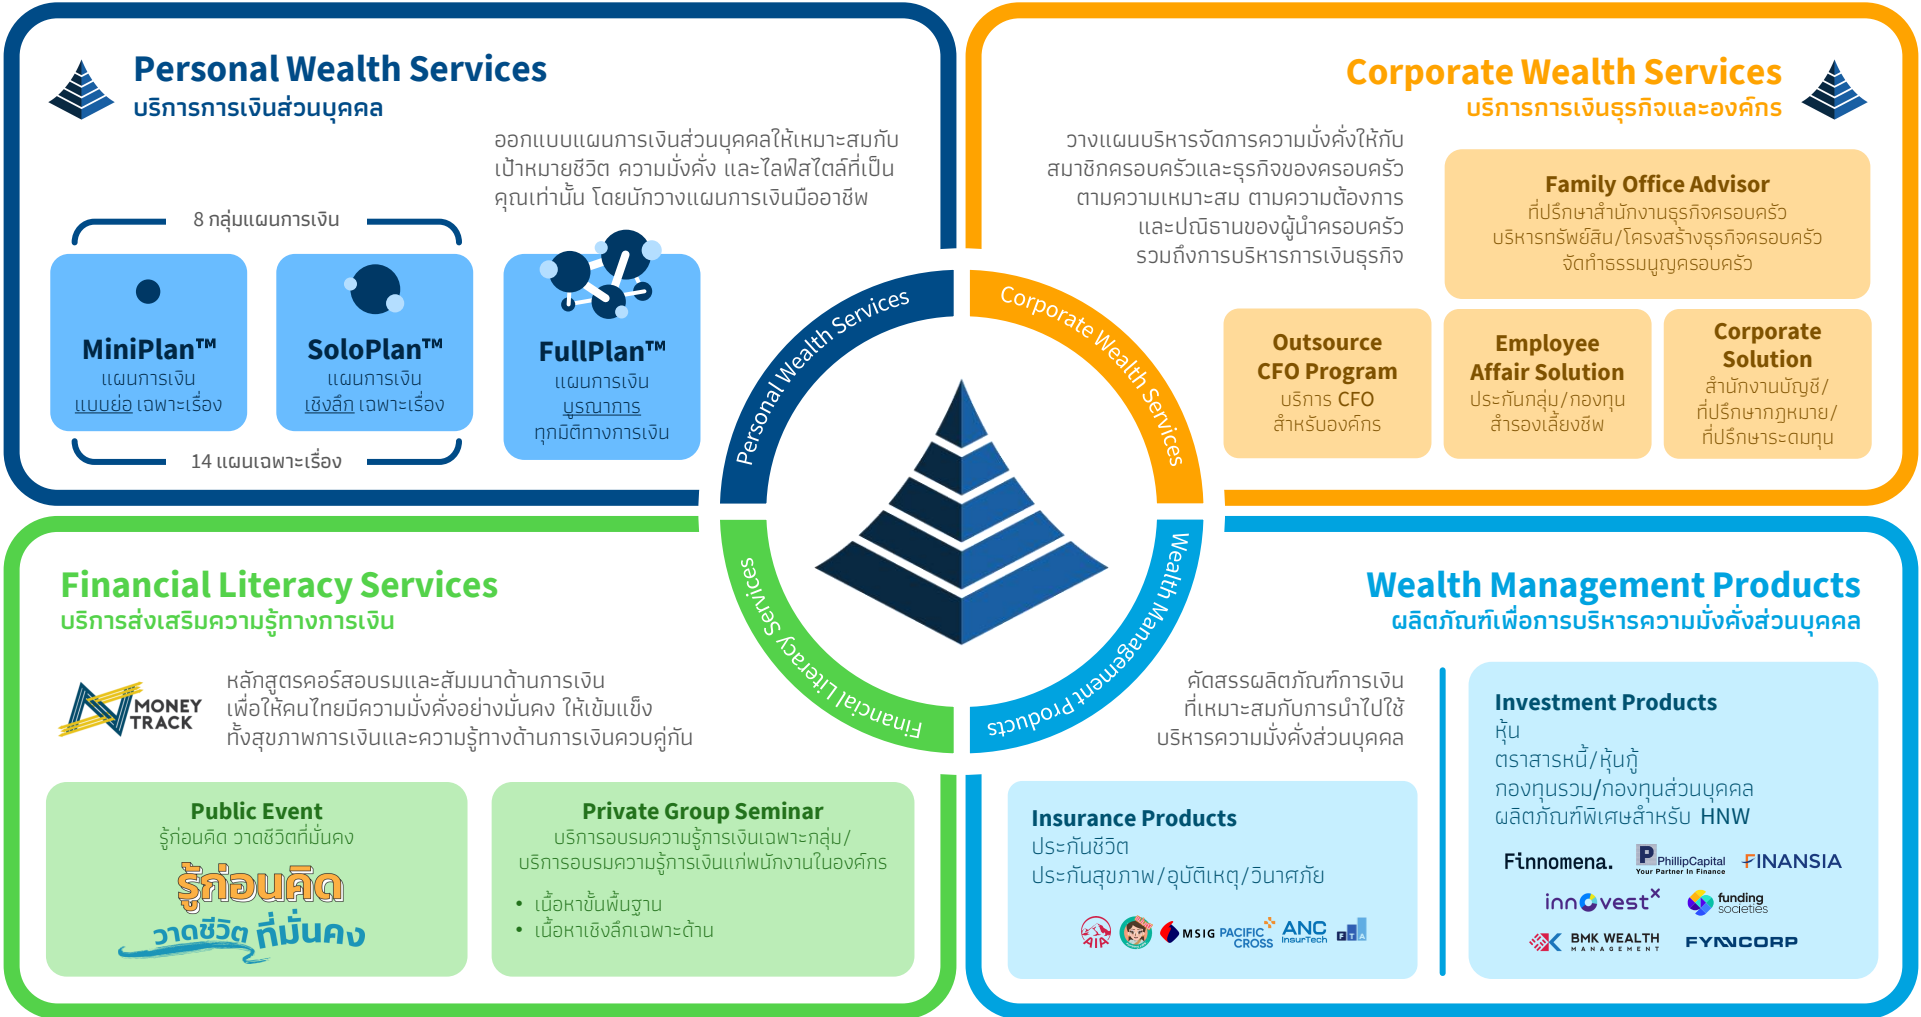 Personal Wealth Services
บริการการเงินส่วนบุคคล
ออกแบบแผนการเงินส่วนบุคคลให้เหมาะสมกับ
เป้าหมายชีวิต ความมั่งคั่ง และไลฟ์สไตล์ที่เป็น
คุณเท่านั้น โดยนักวางแผนการเงินมืออาชีพ
8 กลุ่มแผนการเงิน
MiniPlan™
แผนการเงิน
แบบย่อ เฉพาะเรื่อง
SoloPlan™
แผนการเงิน
เชิงลึก เฉพาะเรื่อง
FullPlan™
แผนการเงิน
บูรณาการ
ทุกมิติทางการเงิน
14 แผนเฉพาะเรื่อง
Corporate Wealth Services
บริการการเงินธุรกิจและองค์กร
วางแผนบริหารจัดการความมั่งคั่งให้กับ
สมาชิกครอบครัวและธุรกิจของครอบครัว
ตามความเหมาะสม ตามความต้องการ
และปณิธานของผู้นำครอบครัว
รวมถึงการบริหารการเงินธุรกิจ
Family Office Advisor
ที่ปรึกษาสำนักงานธุรกิจครอบครัว
บริหารทรัพย์สิน/โครงสร้างธุรกิจครอบครัว
จัดทำธรรมนูญครอบครัว
Outsource
CFO Program
บริการ CFO
สำหรับองค์กร
Employee
Affair Solution
ประกันกลุ่ม/กองทุน
สำรองเลี้ยงชีพ
Corporate
Solution
สำนักงานบัญชี/
ที่ปรึกษากฎหมาย/
ที่ปรึกษาระดมทุน
Personal Wealth Services
Corporate Wealth Services
Financial Literacy Services
Wealth Management Products
Financial Literacy Services
บริการส่งเสริมความรู้ทางการเงิน
MONEY
TRACK
หลักสูตรคอร์สอบรมและสัมมนาด้านการเงิน
เพื่อให้คนไทยมีความมั่งคั่งอย่างมั่นคง ให้เข้มแข็ง
ทั้งสุขภาพการเงินและความรู้ทางด้านการเงินควบคู่กัน
Public Event
รู้ก่อนคิด วาดชีวิตที่มั่นคง
รู้ก่อนคิด
วาดชีวิต ที่มั่นคง
Private Group Seminar
บริการอบรมความรู้การเงินเฉพาะกลุ่ม/
บริการอบรมความรู้การเงินแก่พนักงานในองค์กร
• เนื้อหาขั้นพื้นฐาน
• เนื้อหาเชิงลึกเฉพาะด้าน
Wealth Management Products
ผลิตภัณฑ์เพื่อการบริหารความมั่งคั่งส่วนบุคคล
คัดสรรผลิตภัณฑ์การเงิน
ที่เหมาะสมกับการนำไปใช้
บริหารความมั่งคั่งส่วนบุคคล
Insurance Products
ประกันชีวิต
ประกันสุขภาพ/อุบัติเหตุ/วินาศภัย
AIA
MSIG
PACIFIC
CROSS
ANC
InsurTech
FTA
Investment Products
หุ้น
ตราสารหนี้/หุ้นกู้
กองทุนรวม/กองทุนส่วนบุคคล
ผลิตภัณฑ์พิเศษสำหรับ HNW
Finnomena.
PhillipCapital
Your Partner In Finance
FINANSIA
innovestx
funding
societies
BMK WEALTH
MANAGEMENT
FYNNCORP